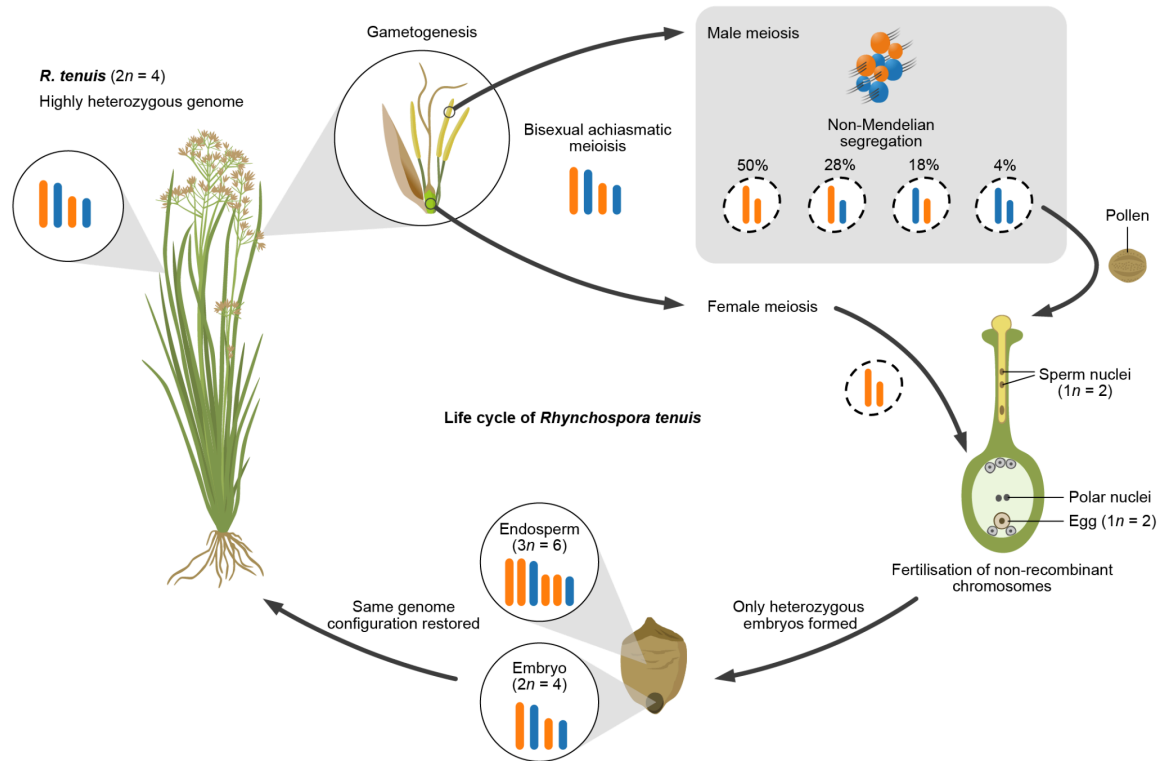 R. tenuis (2n = 4)
Highly heterozygous genome
Gametogenesis
Bisexual achiasmatic
meioisis
Male meiosis
Non-Mendelian
segregation
50%
28%
18%
4%
Pollen
Female meiosis
Sperm nuclei
(1n = 2)
Polar nuclei
Egg (1n = 2)
Fertilisation of non-recombinant
chromosomes
Life cycle of Rhynchospora tenuis
Only heterozygous
embryos formed
Endosperm
(3n = 6)
Embryo
(2n = 4)
Same genome
configuration restored